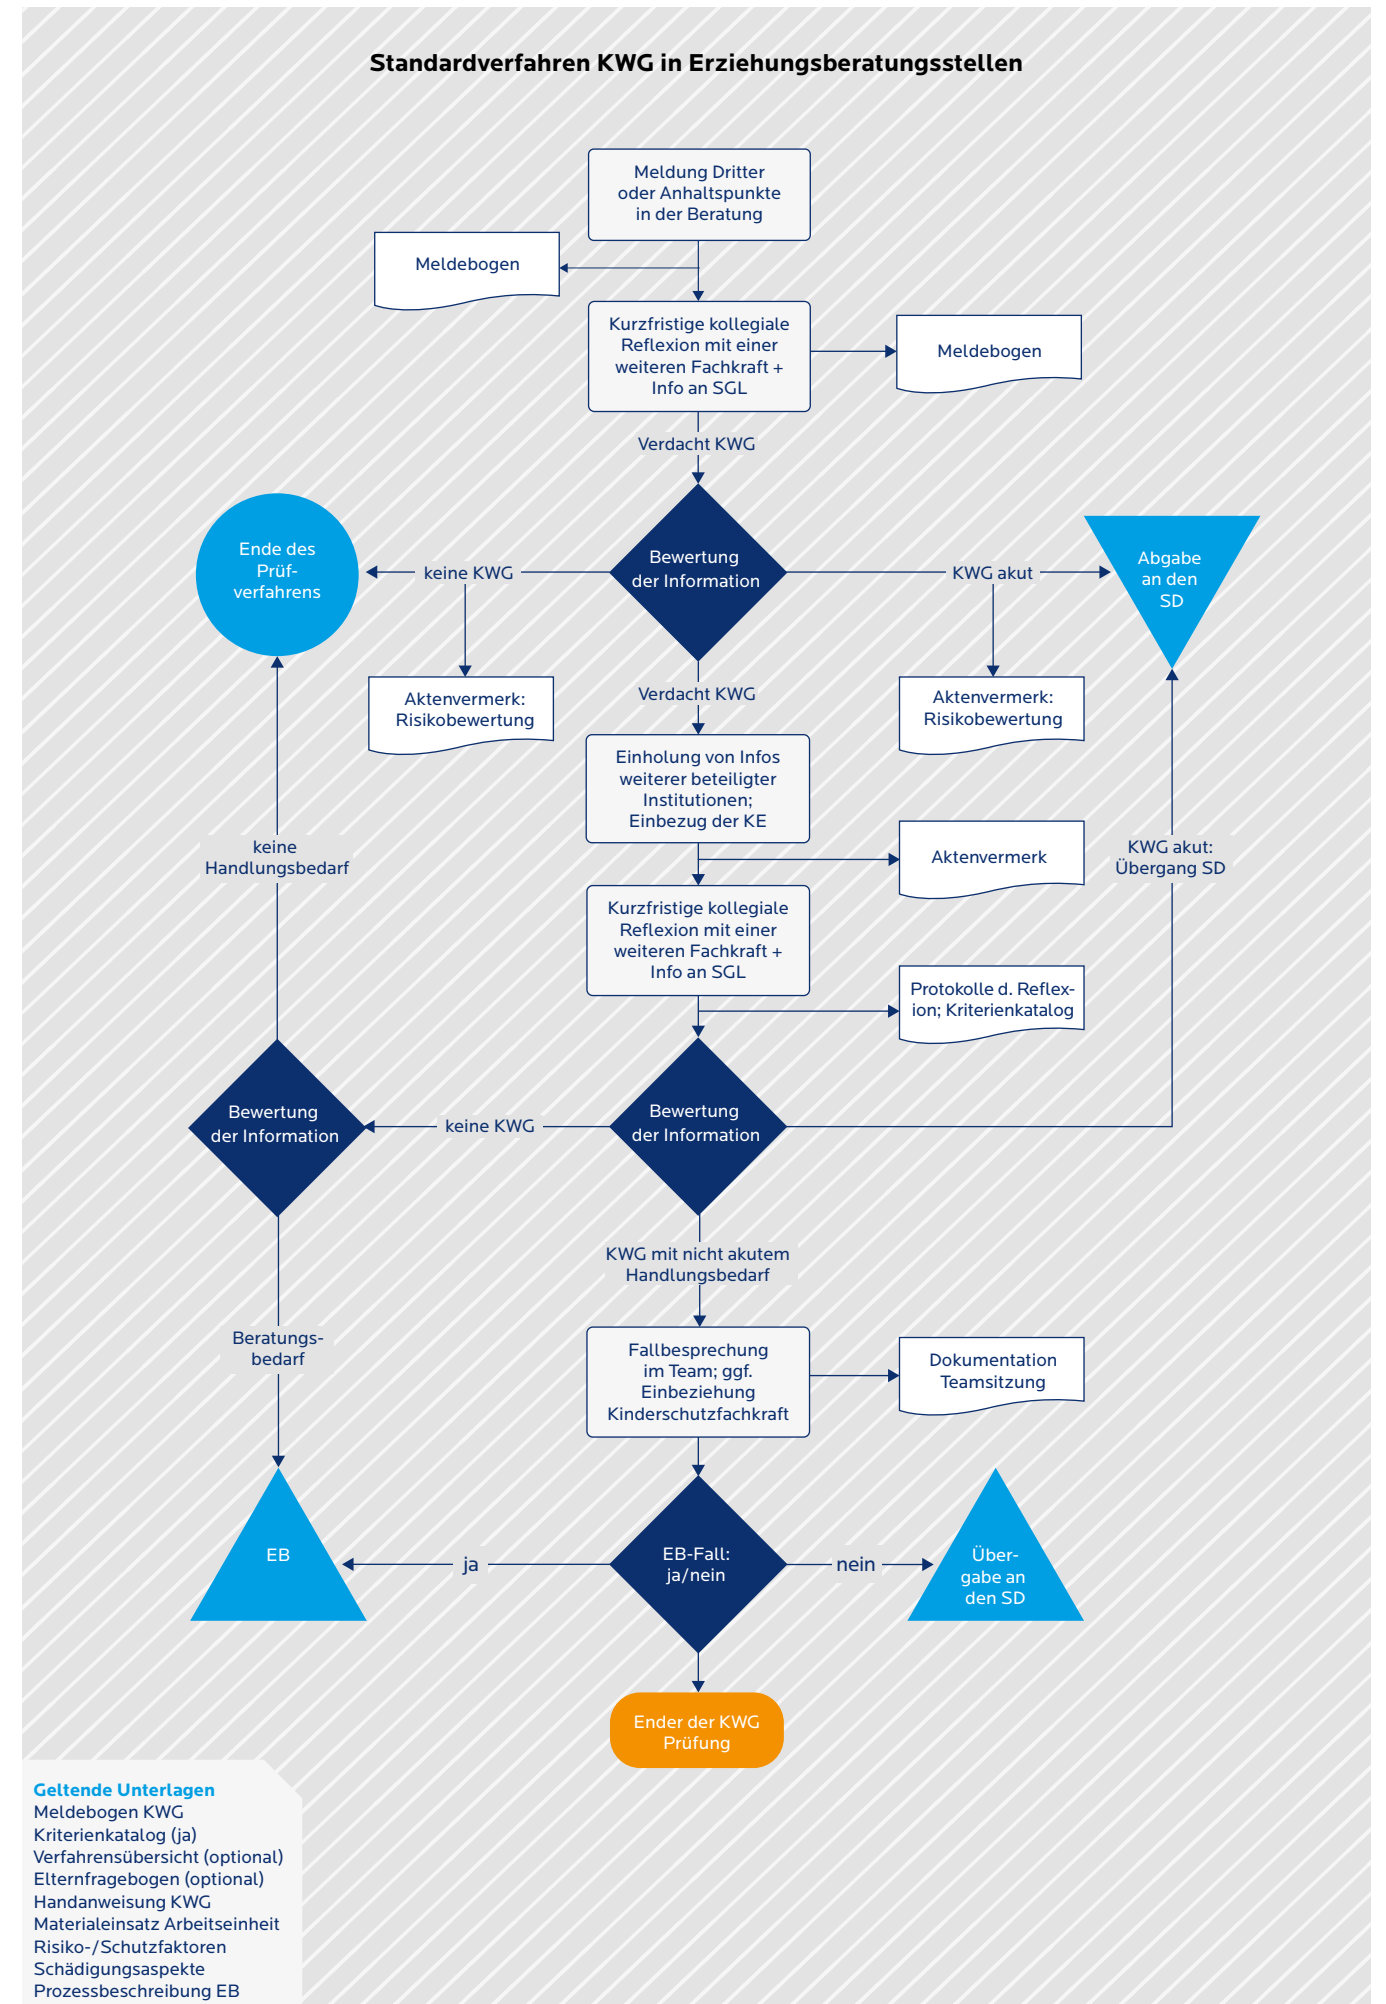 Standardverfahren KWG in Erziehungsberatungsstellen
Meldung Dritter
oder Anhaltspunkte
in der Beratung
Meldebogen
Kurzfristige kollegiale
Reflexion mit einer
weiteren Fachkraft +
Info an SGL
Meldebogen
Verdacht KWG
Ende des
Prüf-
verfahrens
keine KWG
Bewertung
der Information
KWG akut
Abgabe
an den
SD
Aktenvermerk:
Risikobewertung
Verdacht KWG
Aktenvermerk:
Risikobewertung
Einholung von Infos
weiterer beteiligter
Institutionen;
Einbezug der KE
keine
Handlungsbedarf
Aktenvermerk
KWG akut:
Übergang SD
Kurzfristige kollegiale
Reflexion mit einer
weiteren Fachkraft +
Info an SGL
Protokolle d. Reflex-
ion; Kriterienkatalog
Bewertung
der Information
keine KWG
Bewertung
der Information
KWG mit nicht akutem
Handlungsbedarf
Beratungs-
bedarf
Fallbesprechung
im Team; ggf.
Einbeziehung
Kinderschutzfachkraft
Dokumentation
Teamsitzung
EB
ja
EB-Fall:
ja/nein
nein
Über-
gabe an
den SD
Ender der KWG
Prüfung
Geltende Unterlagen
Meldebogen KWG
Kriterienkatalog (ja)
Verfahrensübersicht (optional)
Elternfragebogen (optional)
Handanweisung KWG
Materialeinsatz Arbeitseinheit
Risiko-/Schutzfaktoren
Schädigungsaspekte
Prozessbeschreibung EB